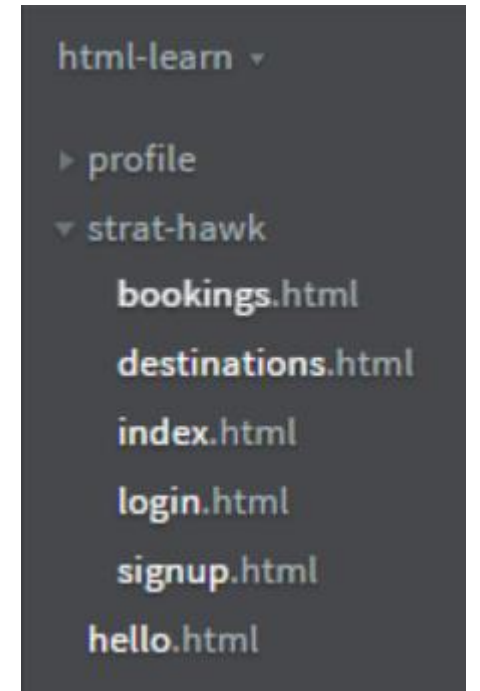 html-learn
profile
strat-hawk
bookings.html
destinations.html
index.html
login.html
signup.html
hello.html